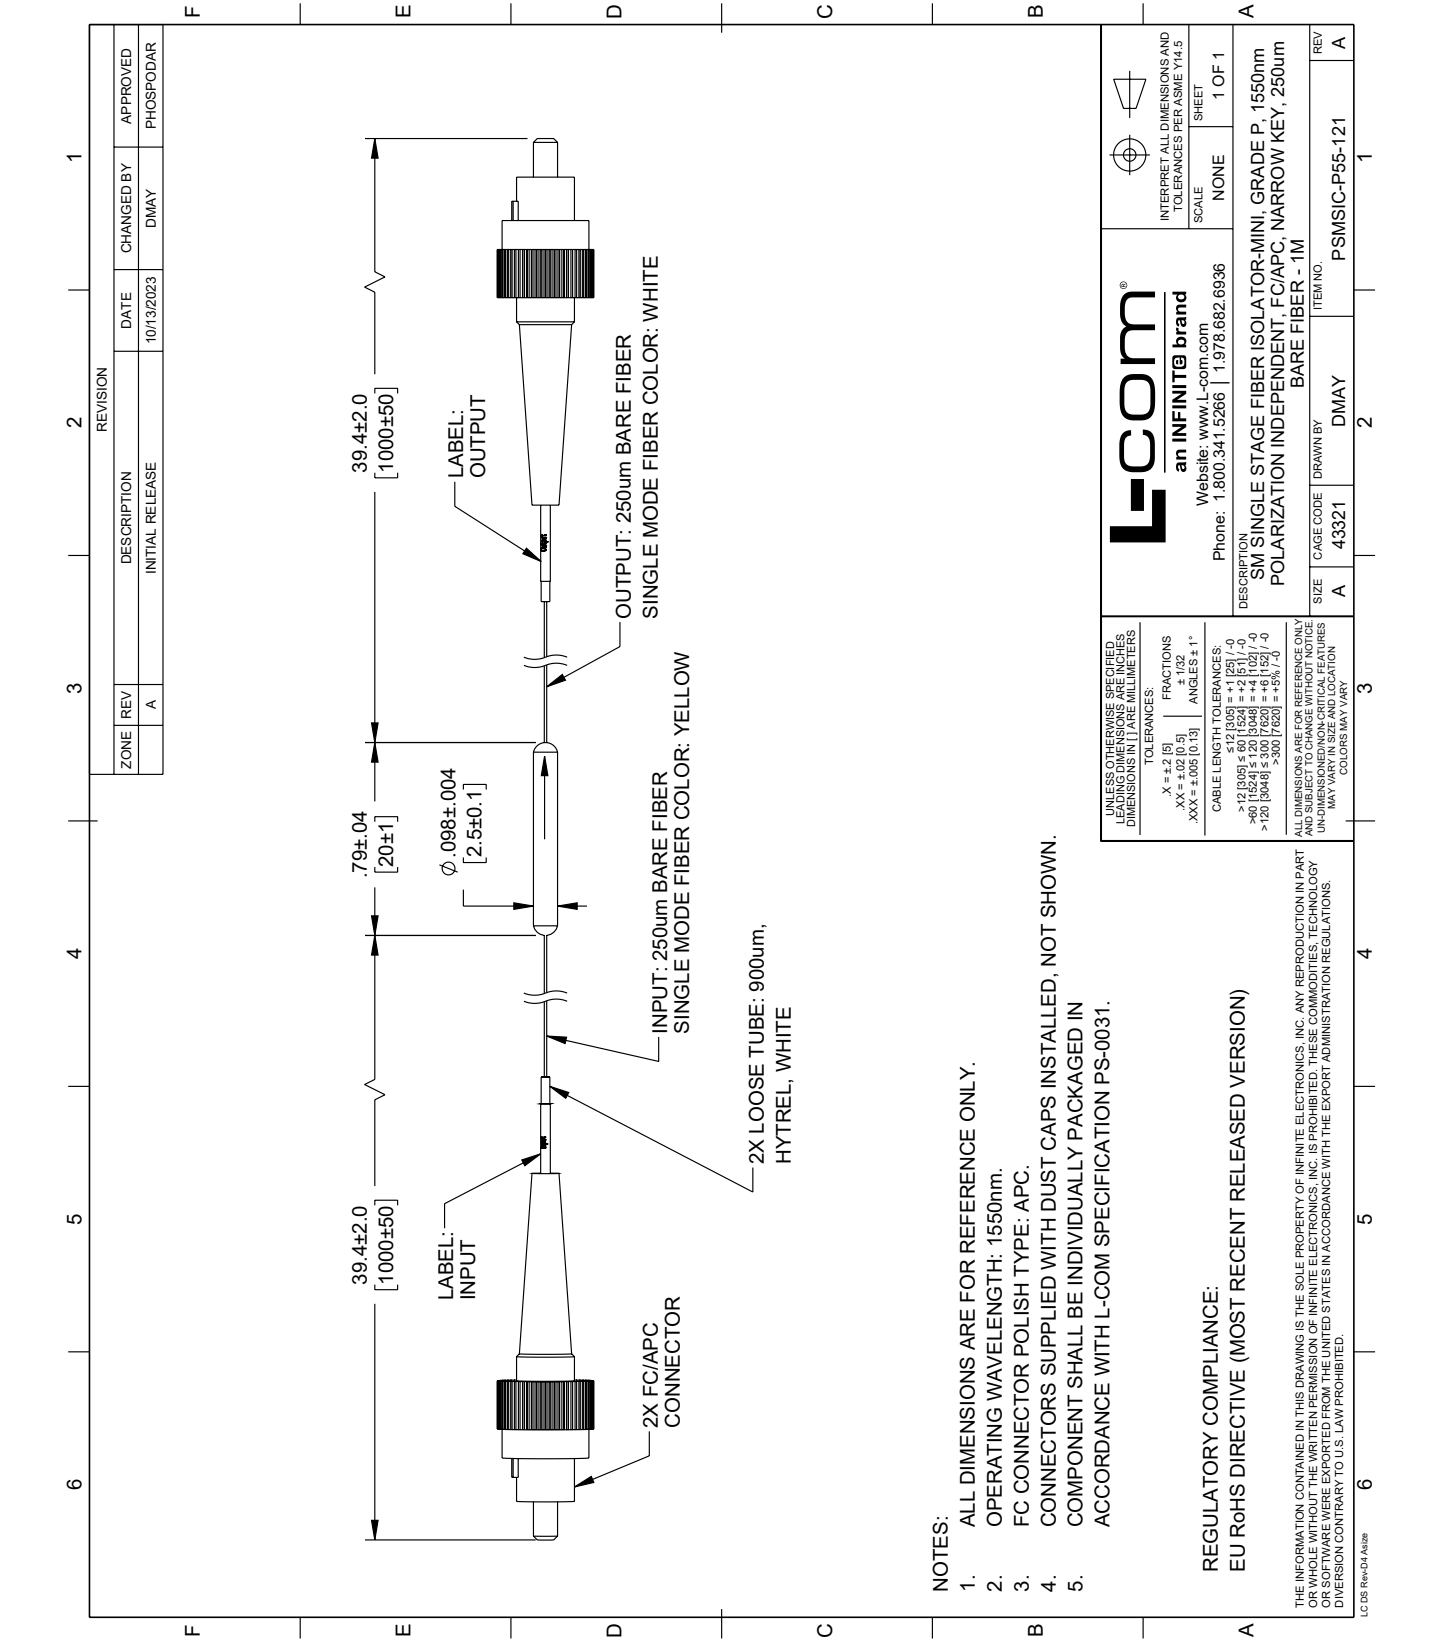 6
5
4
3
2
1
F
E
D
C
B
A
REVISION
ZONE
REV
DESCRIPTION
DATE
CHANGED BY
APPROVED
A
INITIAL RELEASE
10/13/2023
DMAY
PHOSPODAR
39.4±2.0
[1000±50]
.79±.04
[20±1]
39.4±2.0
[1000±50]
LABEL:
INPUT
Ø.098±.004
[2.5±0.1]
LABEL:
OUTPUT
2X FC/APC
CONNECTOR
INPUT: 250um BARE FIBER
SINGLE MODE FIBER COLOR: YELLOW
OUTPUT: 250um BARE FIBER
SINGLE MODE FIBER COLOR: WHITE
2X LOOSE TUBE: 900um,
HYTREL, WHITE
NOTES:
1. ALL DIMENSIONS ARE FOR REFERENCE ONLY.
2. OPERATING WAVELENGTH: 1550nm.
3. FC CONNECTOR POLISH TYPE: APC.
4. CONNECTORS SUPPLIED WITH DUST CAPS INSTALLED, NOT SHOWN.
5. COMPONENT SHALL BE INDIVIDUALLY PACKAGED IN
ACCORDANCE WITH L-COM SPECIFICATION PS-0031.
REGULATORY COMPLIANCE:
EU RoHS DIRECTIVE (MOST RECENT RELEASED VERSION)
THE INFORMATION CONTAINED IN THIS DRAWING IS THE SOLE PROPERTY OF INFINITE ELECTRONICS, INC. ANY REPRODUCTION IN PART
OR WHOLE WITHOUT THE WRITTEN PERMISSION OF INFINITE ELECTRONICS, INC. IS PROHIBITED. THESE COMMODITIES, TECHNOLOGY
OR SOFTWARE WERE EXPORTED FROM THE UNITED STATES IN ACCORDANCE WITH THE EXPORT ADMINISTRATION REGULATIONS.
DIVERSION CONTRARY TO U.S. LAW PROHIBITED.
UNLESS OTHERWISE SPECIFIED
LEADING DIMENSIONS ARE INCHES
DIMENSIONS IN [ ] ARE MILLIMETERS
TOLERANCES:
.X = ±.2 [5]
.XX = ±.02 [0.5]
.XXX = ±.005 [0.13]
FRACTIONS
± 1/32
ANGLES ± 1°
CABLE LENGTH TOLERANCES:
≤12 [305] = +1 [25] / -0
>12 [305] ≤ 60 [1524] = +2 [51] / -0
>60 [1524] ≤ 120 [3048] = +4 [102] / -0
>120 [3048] ≤ 300 [7620] = +6 [152] / -0
>300 [7620] = +5% / -0
ALL DIMENSIONS ARE FOR REFERENCE ONLY
AND SUBJECT TO CHANGE WITHOUT NOTICE.
UN-DIMENSIONED/NON-CRITICAL FEATURES
MAY VARY IN SIZE AND LOCATION
COLORS MAY VARY
L-com®
an INFINIT@ brand
Website: www.L-com.com
Phone: 1.800.341.5266 | 1.978.682.6936
INTERPRET ALL DIMENSIONS AND
TOLERANCES PER ASME Y14.5
SCALE
NONE
SHEET
1 OF 1
DESCRIPTION
SM SINGLE STAGE FIBER ISOLATOR-MINI, GRADE P, 1550nm
POLARIZATION INDEPENDENT, FC/APC, NARROW KEY, 250um
BARE FIBER - 1M
SIZE
A
CAGE CODE
43321
DRAWN BY
DMAY
ITEM NO.
PSMSIC-P55-121
REV
A
F
E
D
C
B
A
LC DS Rev-D4 Asize
6
5
4
3
2
1